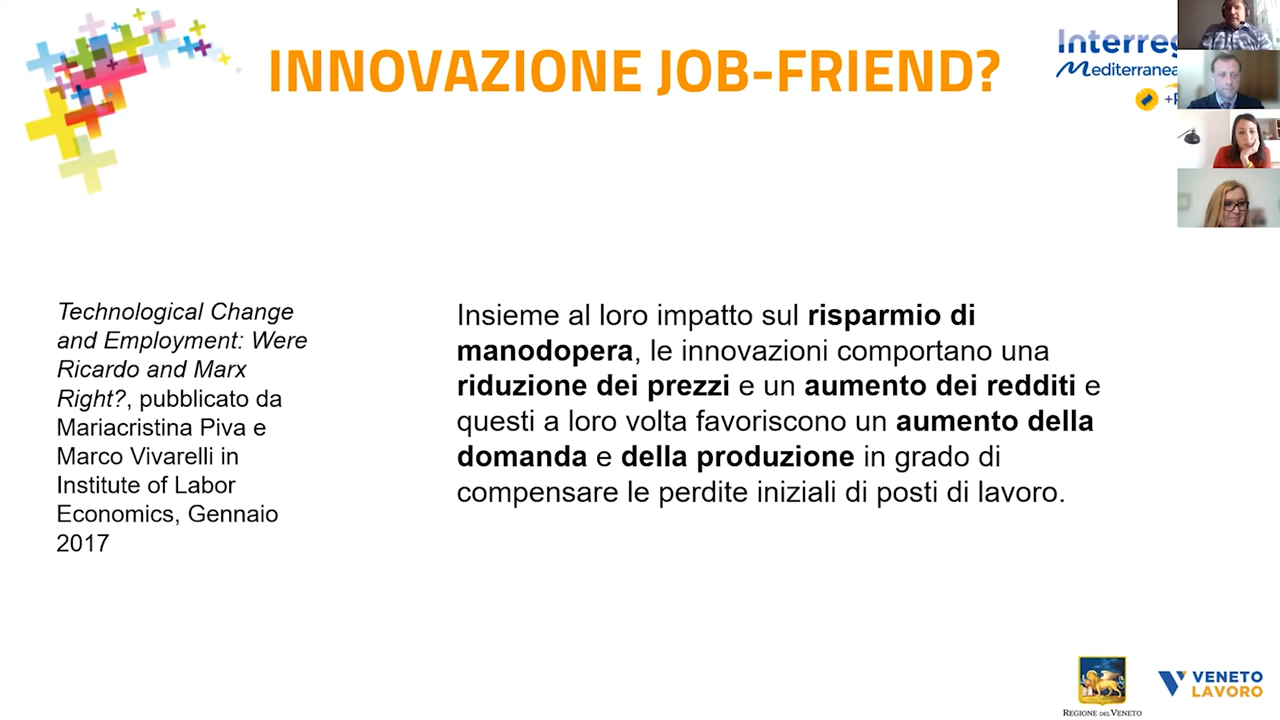 INNOVAZIONE JOB-FRIEND?
Interreg
Mediterranea
Technological Change
and Employment: Were
Ricardo and Marx
Right?, pubblicato da
Mariacristina Piva e
Marco Vivarelli in
Institute of Labor
Economics, Gennaio
2017
Insieme al loro impatto sul risparmio di
manodopera, le innovazioni comportano una
riduzione dei prezzi e un aumento dei redditi e
questi a loro volta favoriscono un aumento della
domanda e della produzione in grado di
compensare le perdite iniziali di posti di lavoro.
REGIONE DEL VENETO
VENETO
LAVORO